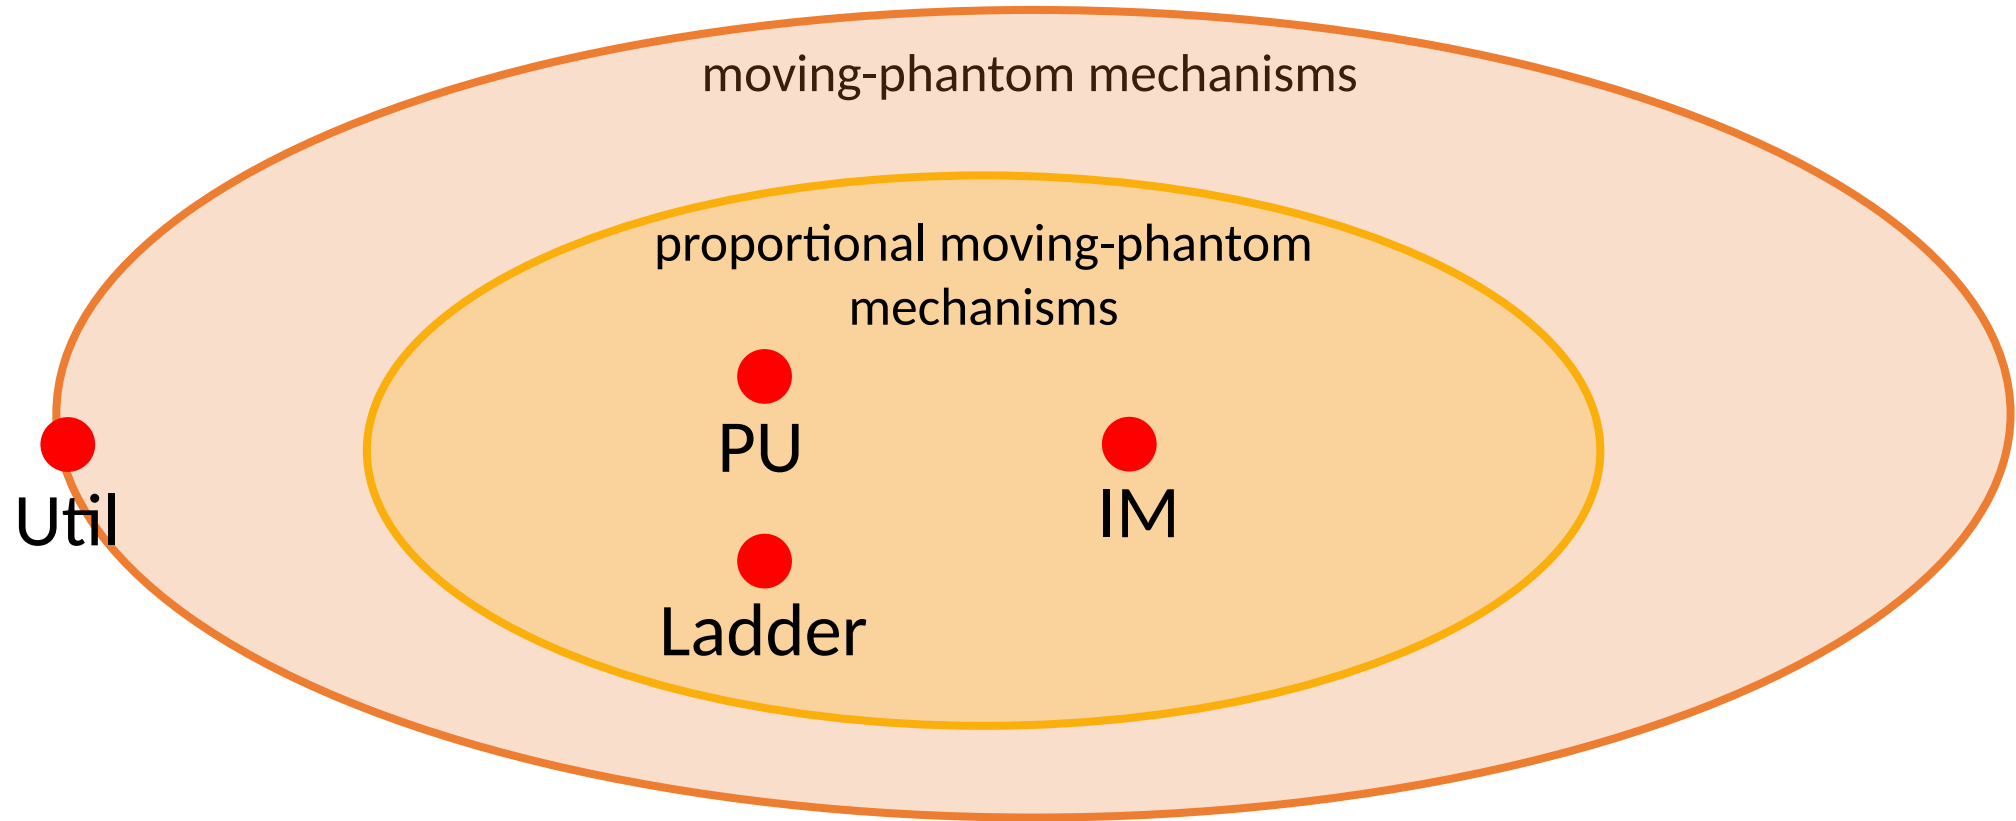 moving-phantom mechanisms
proportional moving-phantom
mechanisms
PU
IM
Util
Ladder